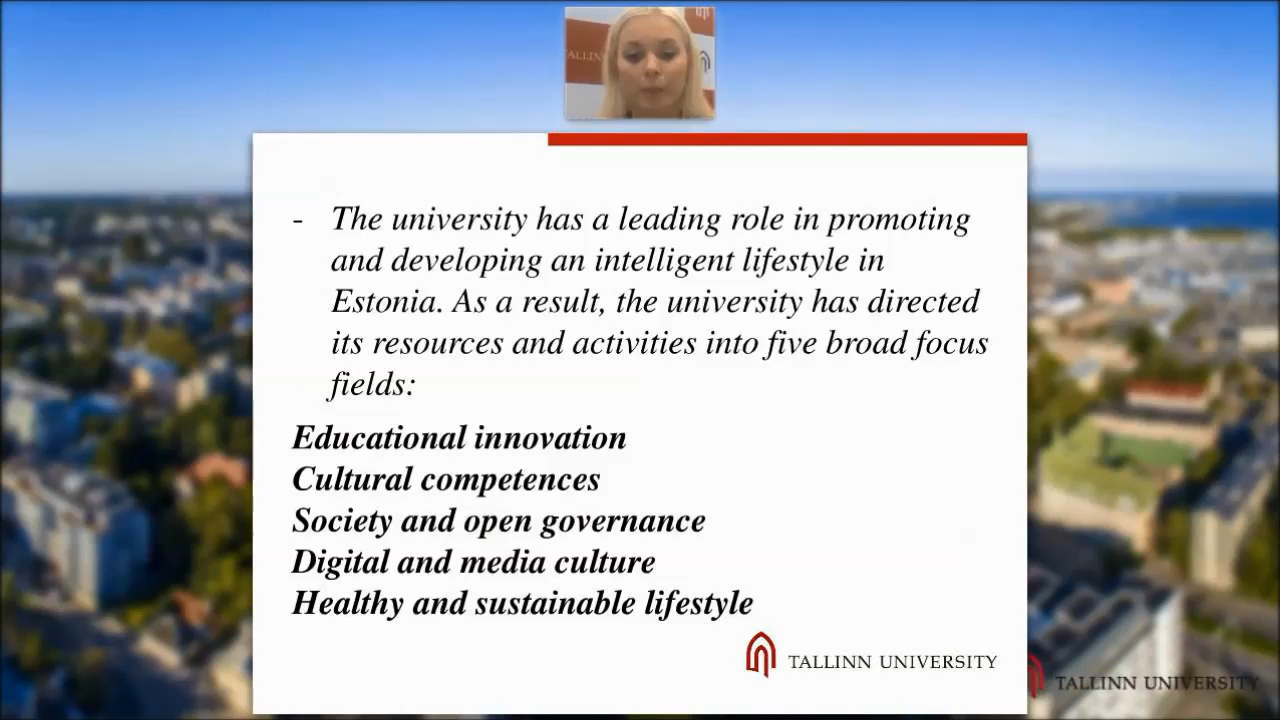 TALLIN
- The university has a leading role in promoting
and developing an intelligent lifestyle in
Estonia. As a result, the university has directed
its resources and activities into five broad focus
fields:
Educational innovation
Cultural competences
Society and open governance
Digital and media culture
Healthy and sustainable lifestyle
TALLINN UNIVERSITY
TALLINN UNIVERSITY